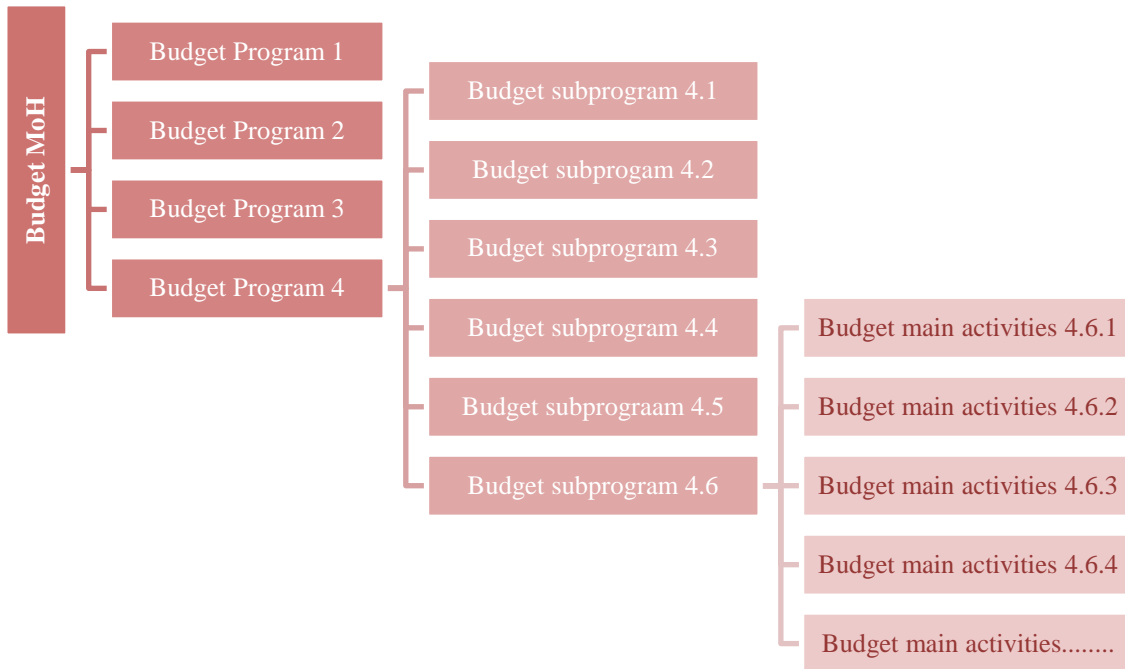 Budget MoH
Budget Program 1
Budget Program 2
Budget Program 3
Budget Program 4
Budget subprogram 4.1
Budget subprogam 4.2
Budget subprogram 4.3
Budget subprogram 4.4
Budget subprograam 4.5
Budget subprogram 4.6
Budget main activities 4.6.1
Budget main activities 4.6.2
Budget main activities 4.6.3
Budget main activities 4.6.4
Budget main activities........